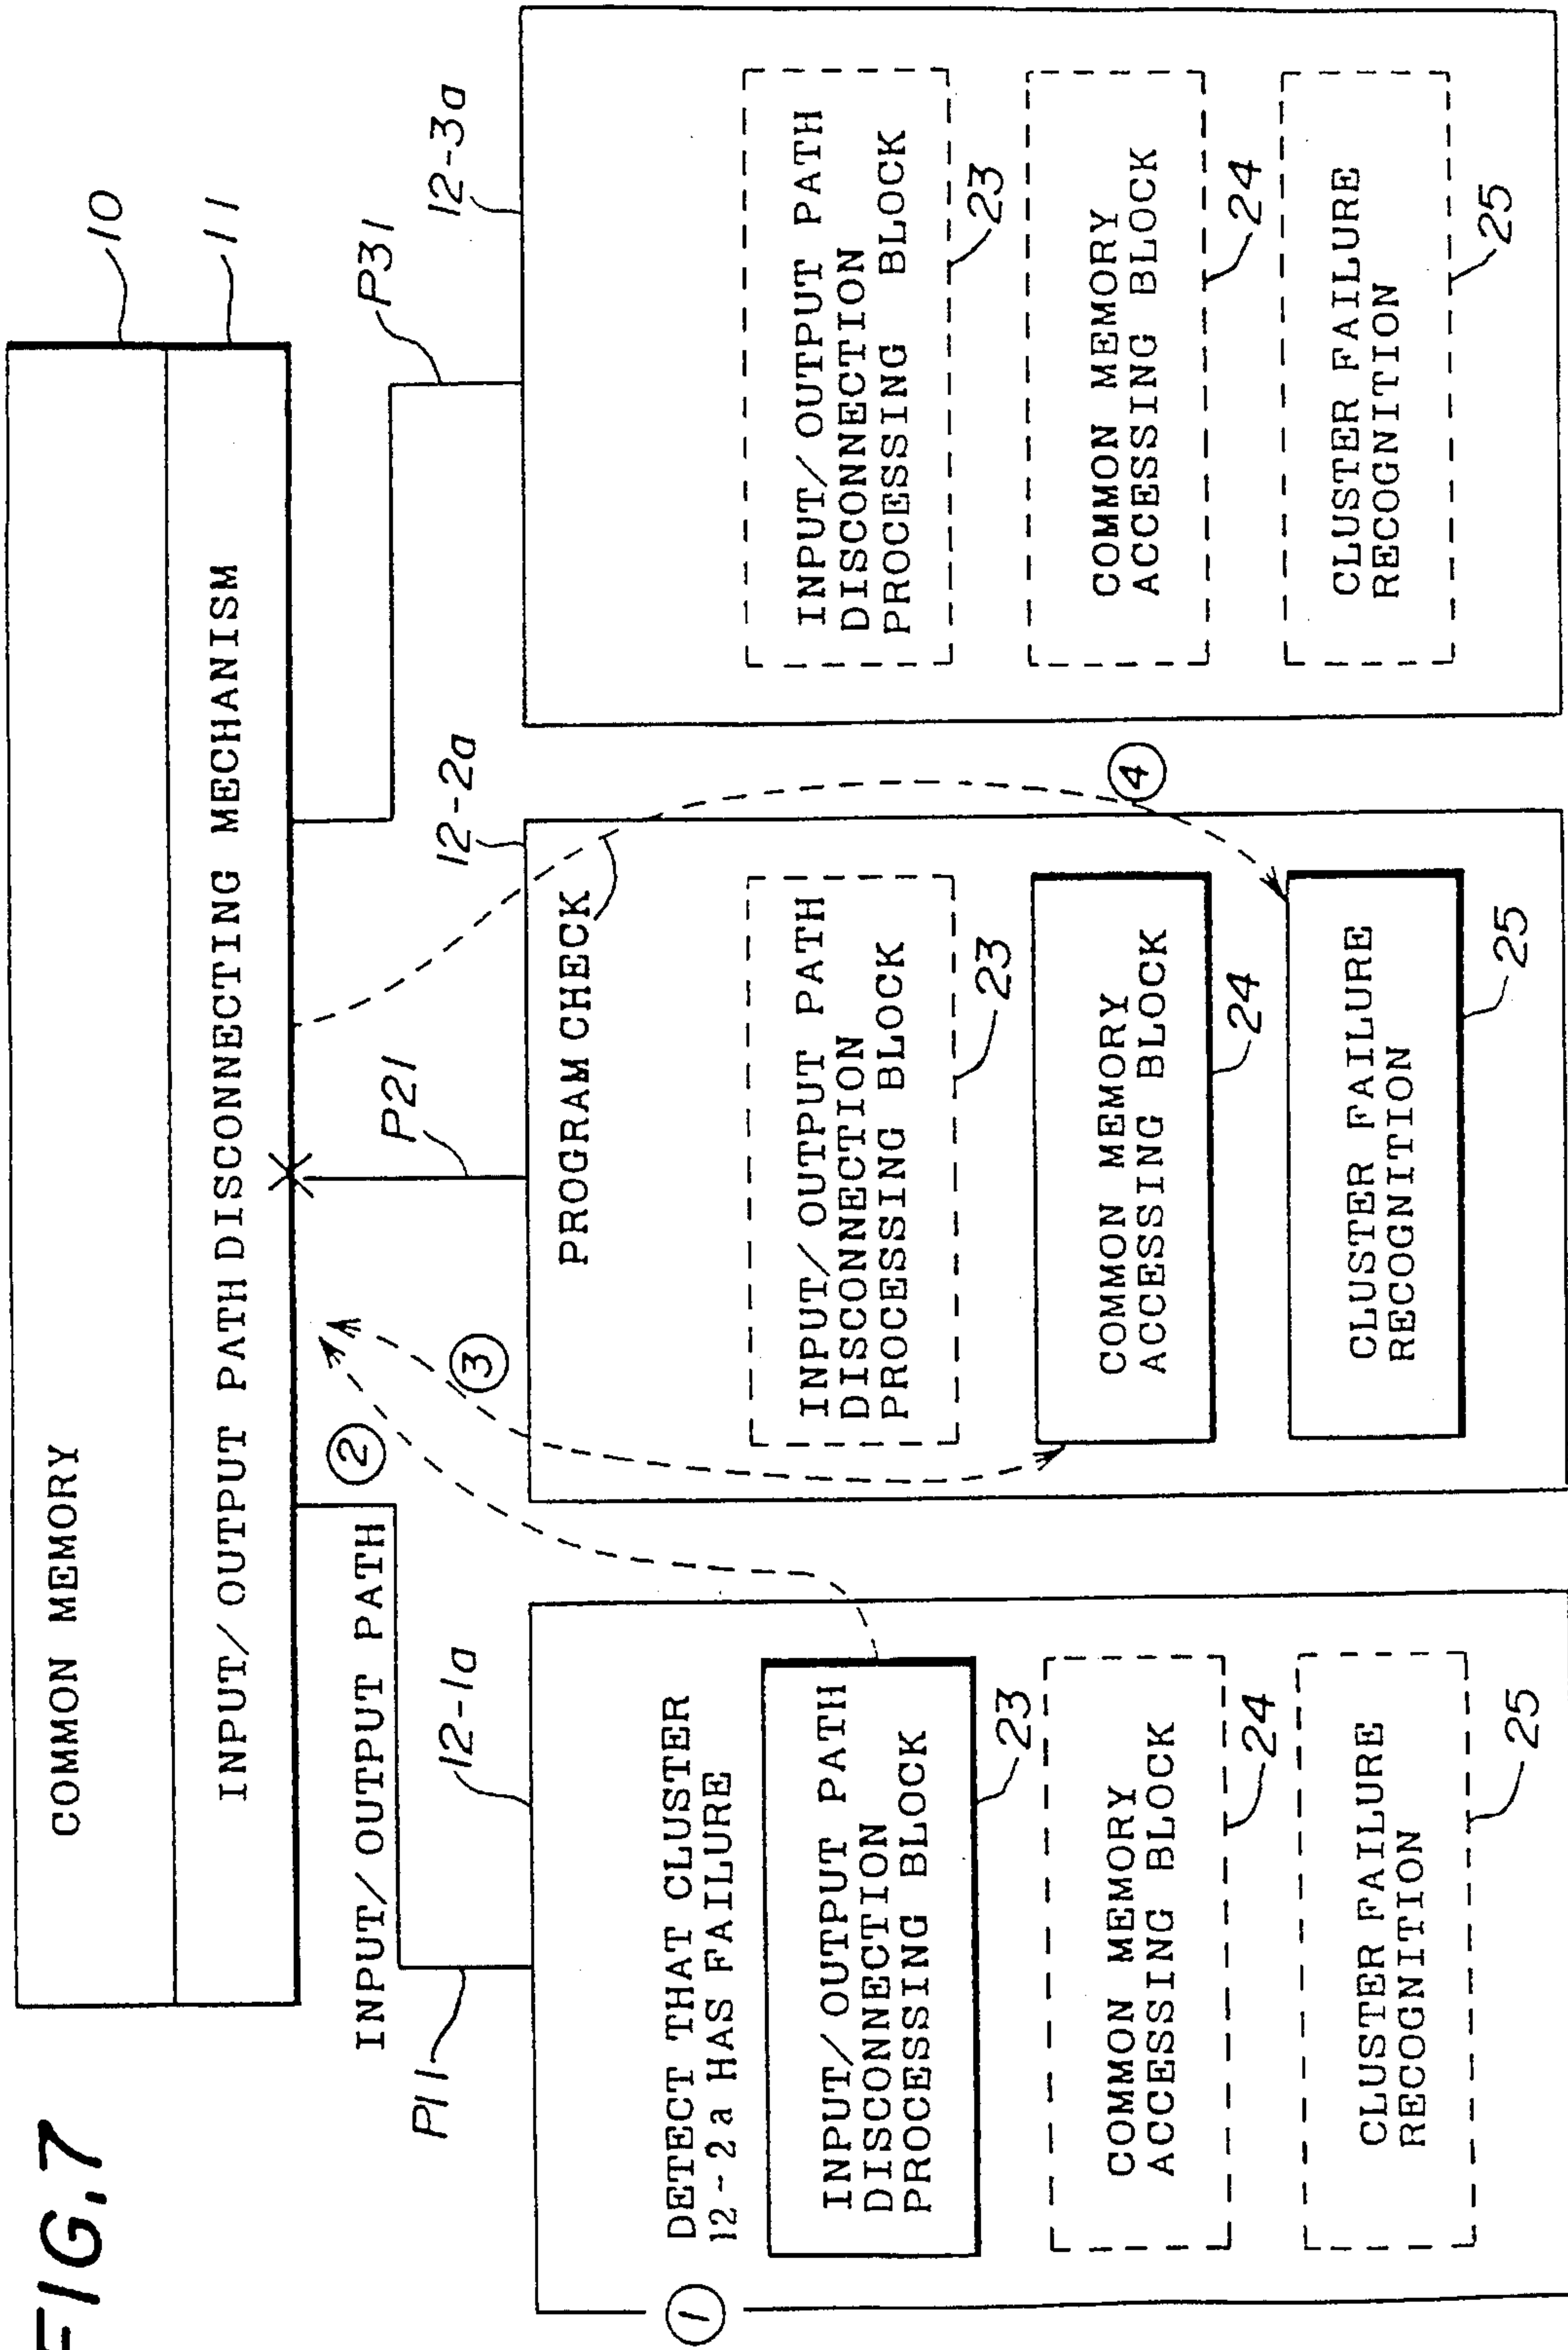 FIG. 7
COMMON MEMORY
10
INPUT/OUTPUT PATH DISCONNECTING MECHANISM
11
INPUT/OUTPUT PATH
②
P11
P21
P31
③
12-1a
12-2a
12-3a
①
DETECT THAT CLUSTER
12-2a HAS FAILURE
INPUT/OUTPUT PATH
DISCONNECTION
PROCESSING BLOCK
23
COMMON MEMORY
ACCESSING BLOCK
24
CLUSTER FAILURE
RECOGNITION
25
PROGRAM CHECK
④
INPUT/OUTPUT PATH
DISCONNECTION
PROCESSING BLOCK
23
COMMON MEMORY
ACCESSING BLOCK
24
CLUSTER FAILURE
RECOGNITION
25
INPUT/OUTPUT PATH
DISCONNECTION
PROCESSING BLOCK
23
COMMON MEMORY
ACCESSING BLOCK
24
CLUSTER FAILURE
RECOGNITION
25